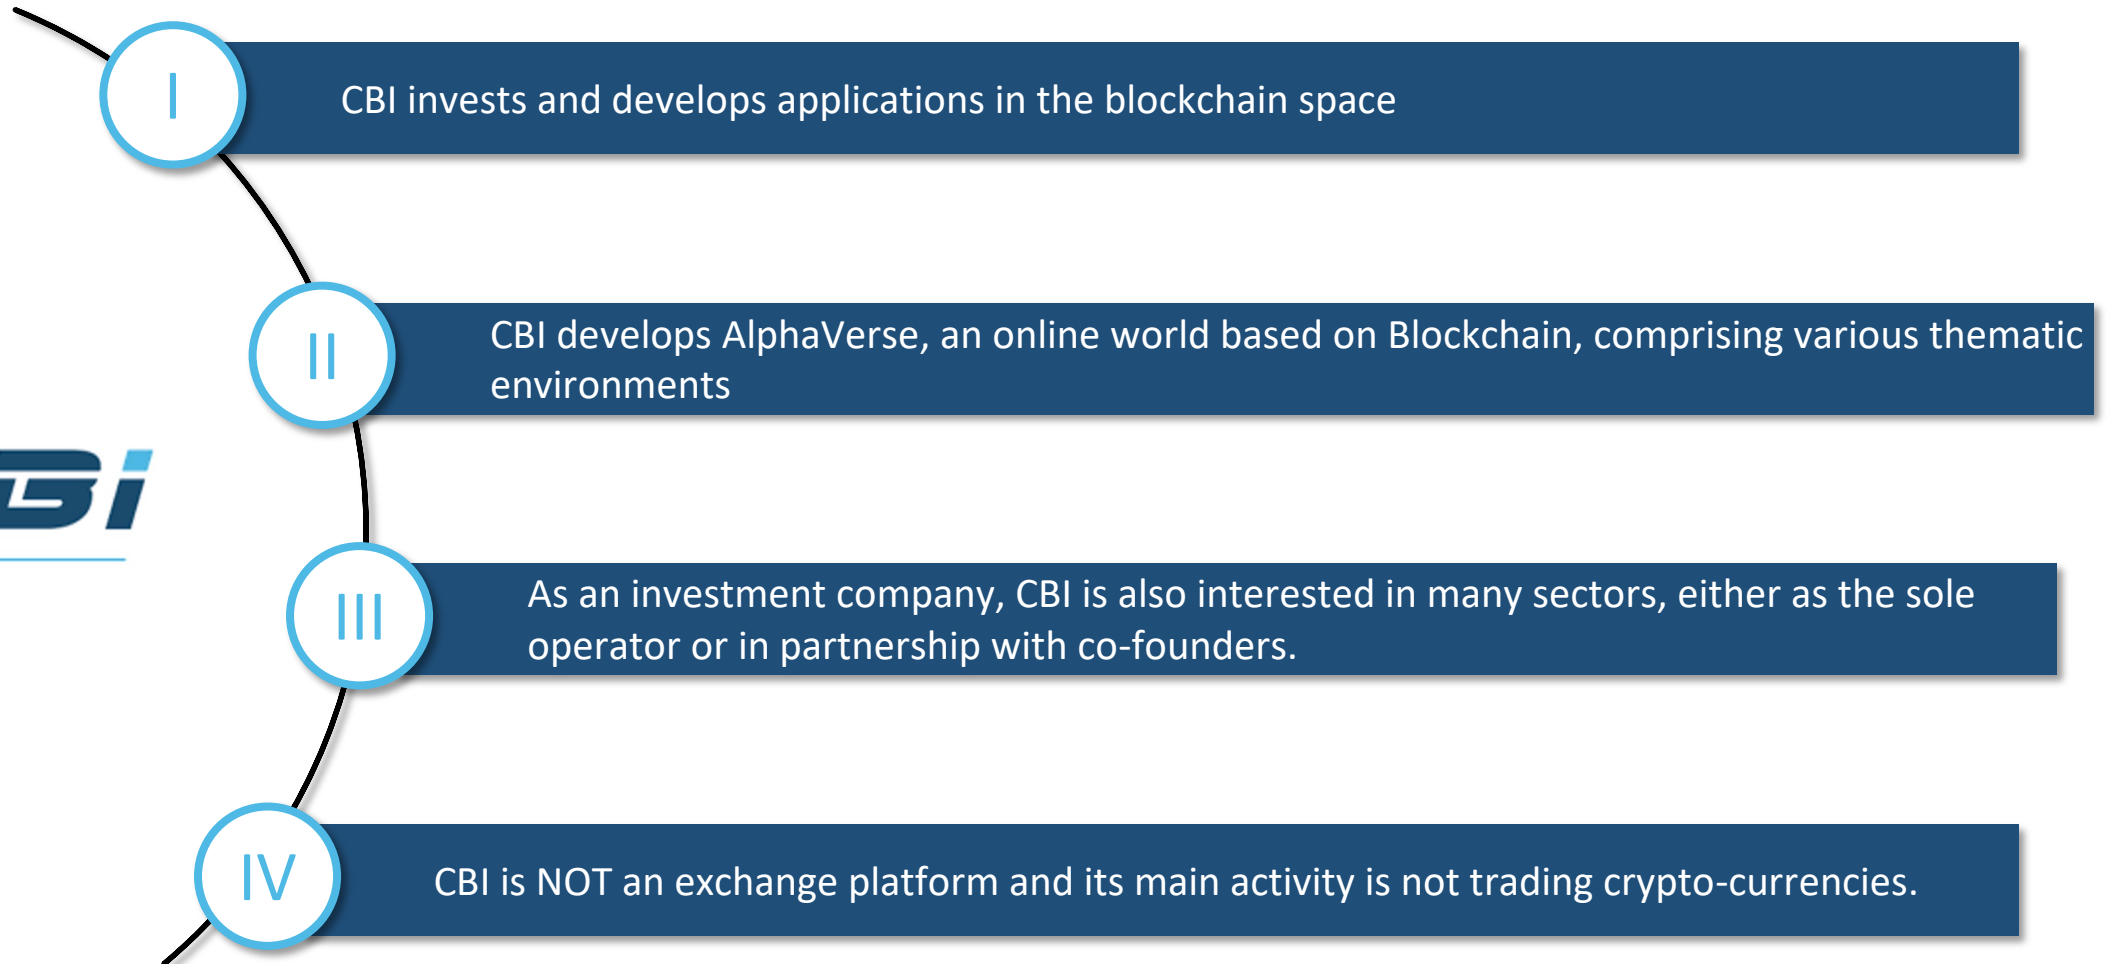 I
CBI invests and develops applications in the blockchain space
II
CBI develops AlphaVerse, an online world based on Blockchain, comprising various thematic
environments
Bi
III
As an investment company, CBI is also interested in many sectors, either as the sole
operator or in partnership with co-founders.
IV
CBI is NOT an exchange platform and its main activity is not trading crypto-currencies.